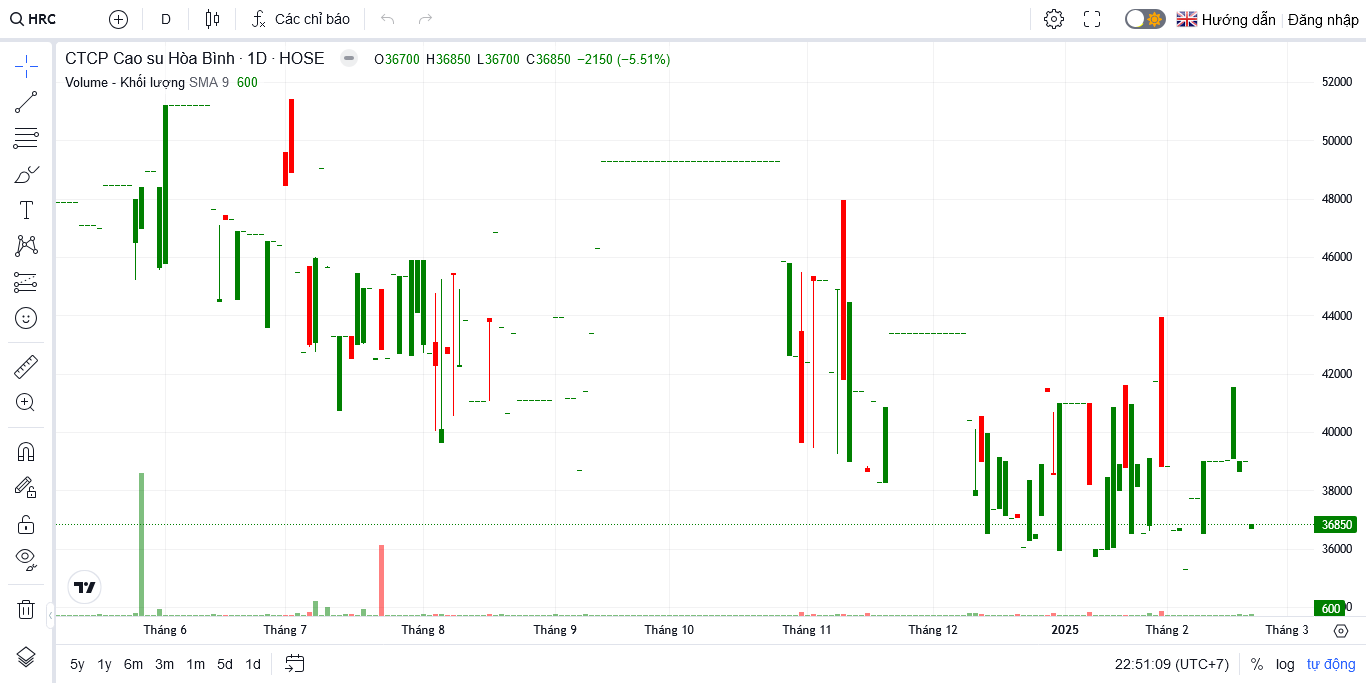 HRC D Các chỉ báo Hướng dẫn Đăng nhập
CTCP Cao su Hòa Bình · 1D · HOSE O36700 H36850 L36700 C36850 −2150 (−5.51%)
Volume - Khối lượng SMA 9 600
52000
50000
48000
46000
44000
42000
40000
38000
36850
36000
600
Tháng 6 Tháng 7 Tháng 8 Tháng 9 Tháng 10 Tháng 11 Tháng 12 2025 Tháng 2 Tháng 3
5y 1y 6m 3m 1m 5d 1d 22:51:09 (UTC+7) % log tự động